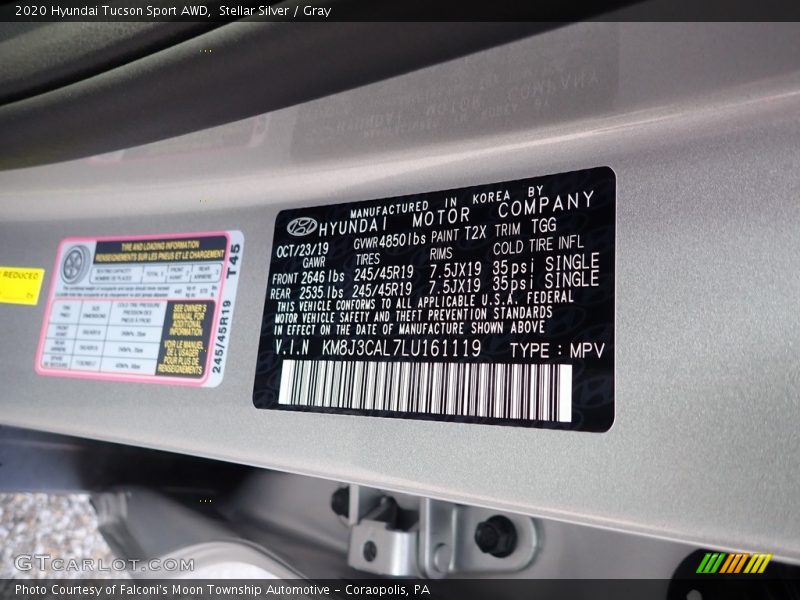 2020 Hyundai Tucson Sport AWD, Stellar Silver / Gray
MANUFACTURED IN KOREA BY
HYUNDAI MOTOR COMPANY
OCT/23/19 GVWR4850lbs PAINT T2X TRIM TGG
GAWR TIRES RIMS COLD TIRE INFL
FRONT 2646lbs 245/45R19 7.5JX19 35psi SINGLE
REAR 2535lbs 245/45R19 7.5JX19 35psi SINGLE
THIS VEHICLE CONFORMS TO ALL APPLICABLE U.S.A. FEDERAL
MOTOR VEHICLE SAFETY AND THEFT PREVENTION STANDARDS
IN EFFECT ON THE DATE OF MANUFACTURE SHOWN ABOVE
V.I.N KM8J3CAL7LU161119 TYPE : MPV
REDUCED
TIRE AND LOADING INFORMATION
RENSEIGNEMENTS SUR LES PNEUS ET LE CHARGEMENT
SEE OWNER'S
MANUAL FOR
ADDITIONAL
INFORMATION
VOIR LE MANUEL
DE L'USAGER
POUR PLUS DE
RENSEIGNEMENTS
T45
245/45R19
GTCARLOT.COM
Photo Courtesy of Falconi's Moon Township Automotive - Coraopolis, PA